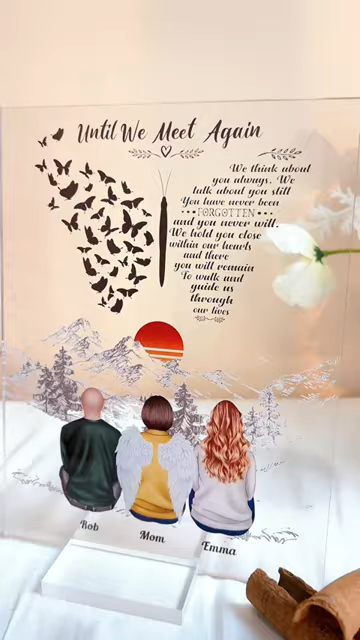 Until We Meet Again
We think about
you always. We
talk about you still
You have never been
FORGOTTEN
and you never will.
We hold you close
within our hearts
and there
you will remain
To walk and
guide us
through
our lives
Rob
Mom
Emma